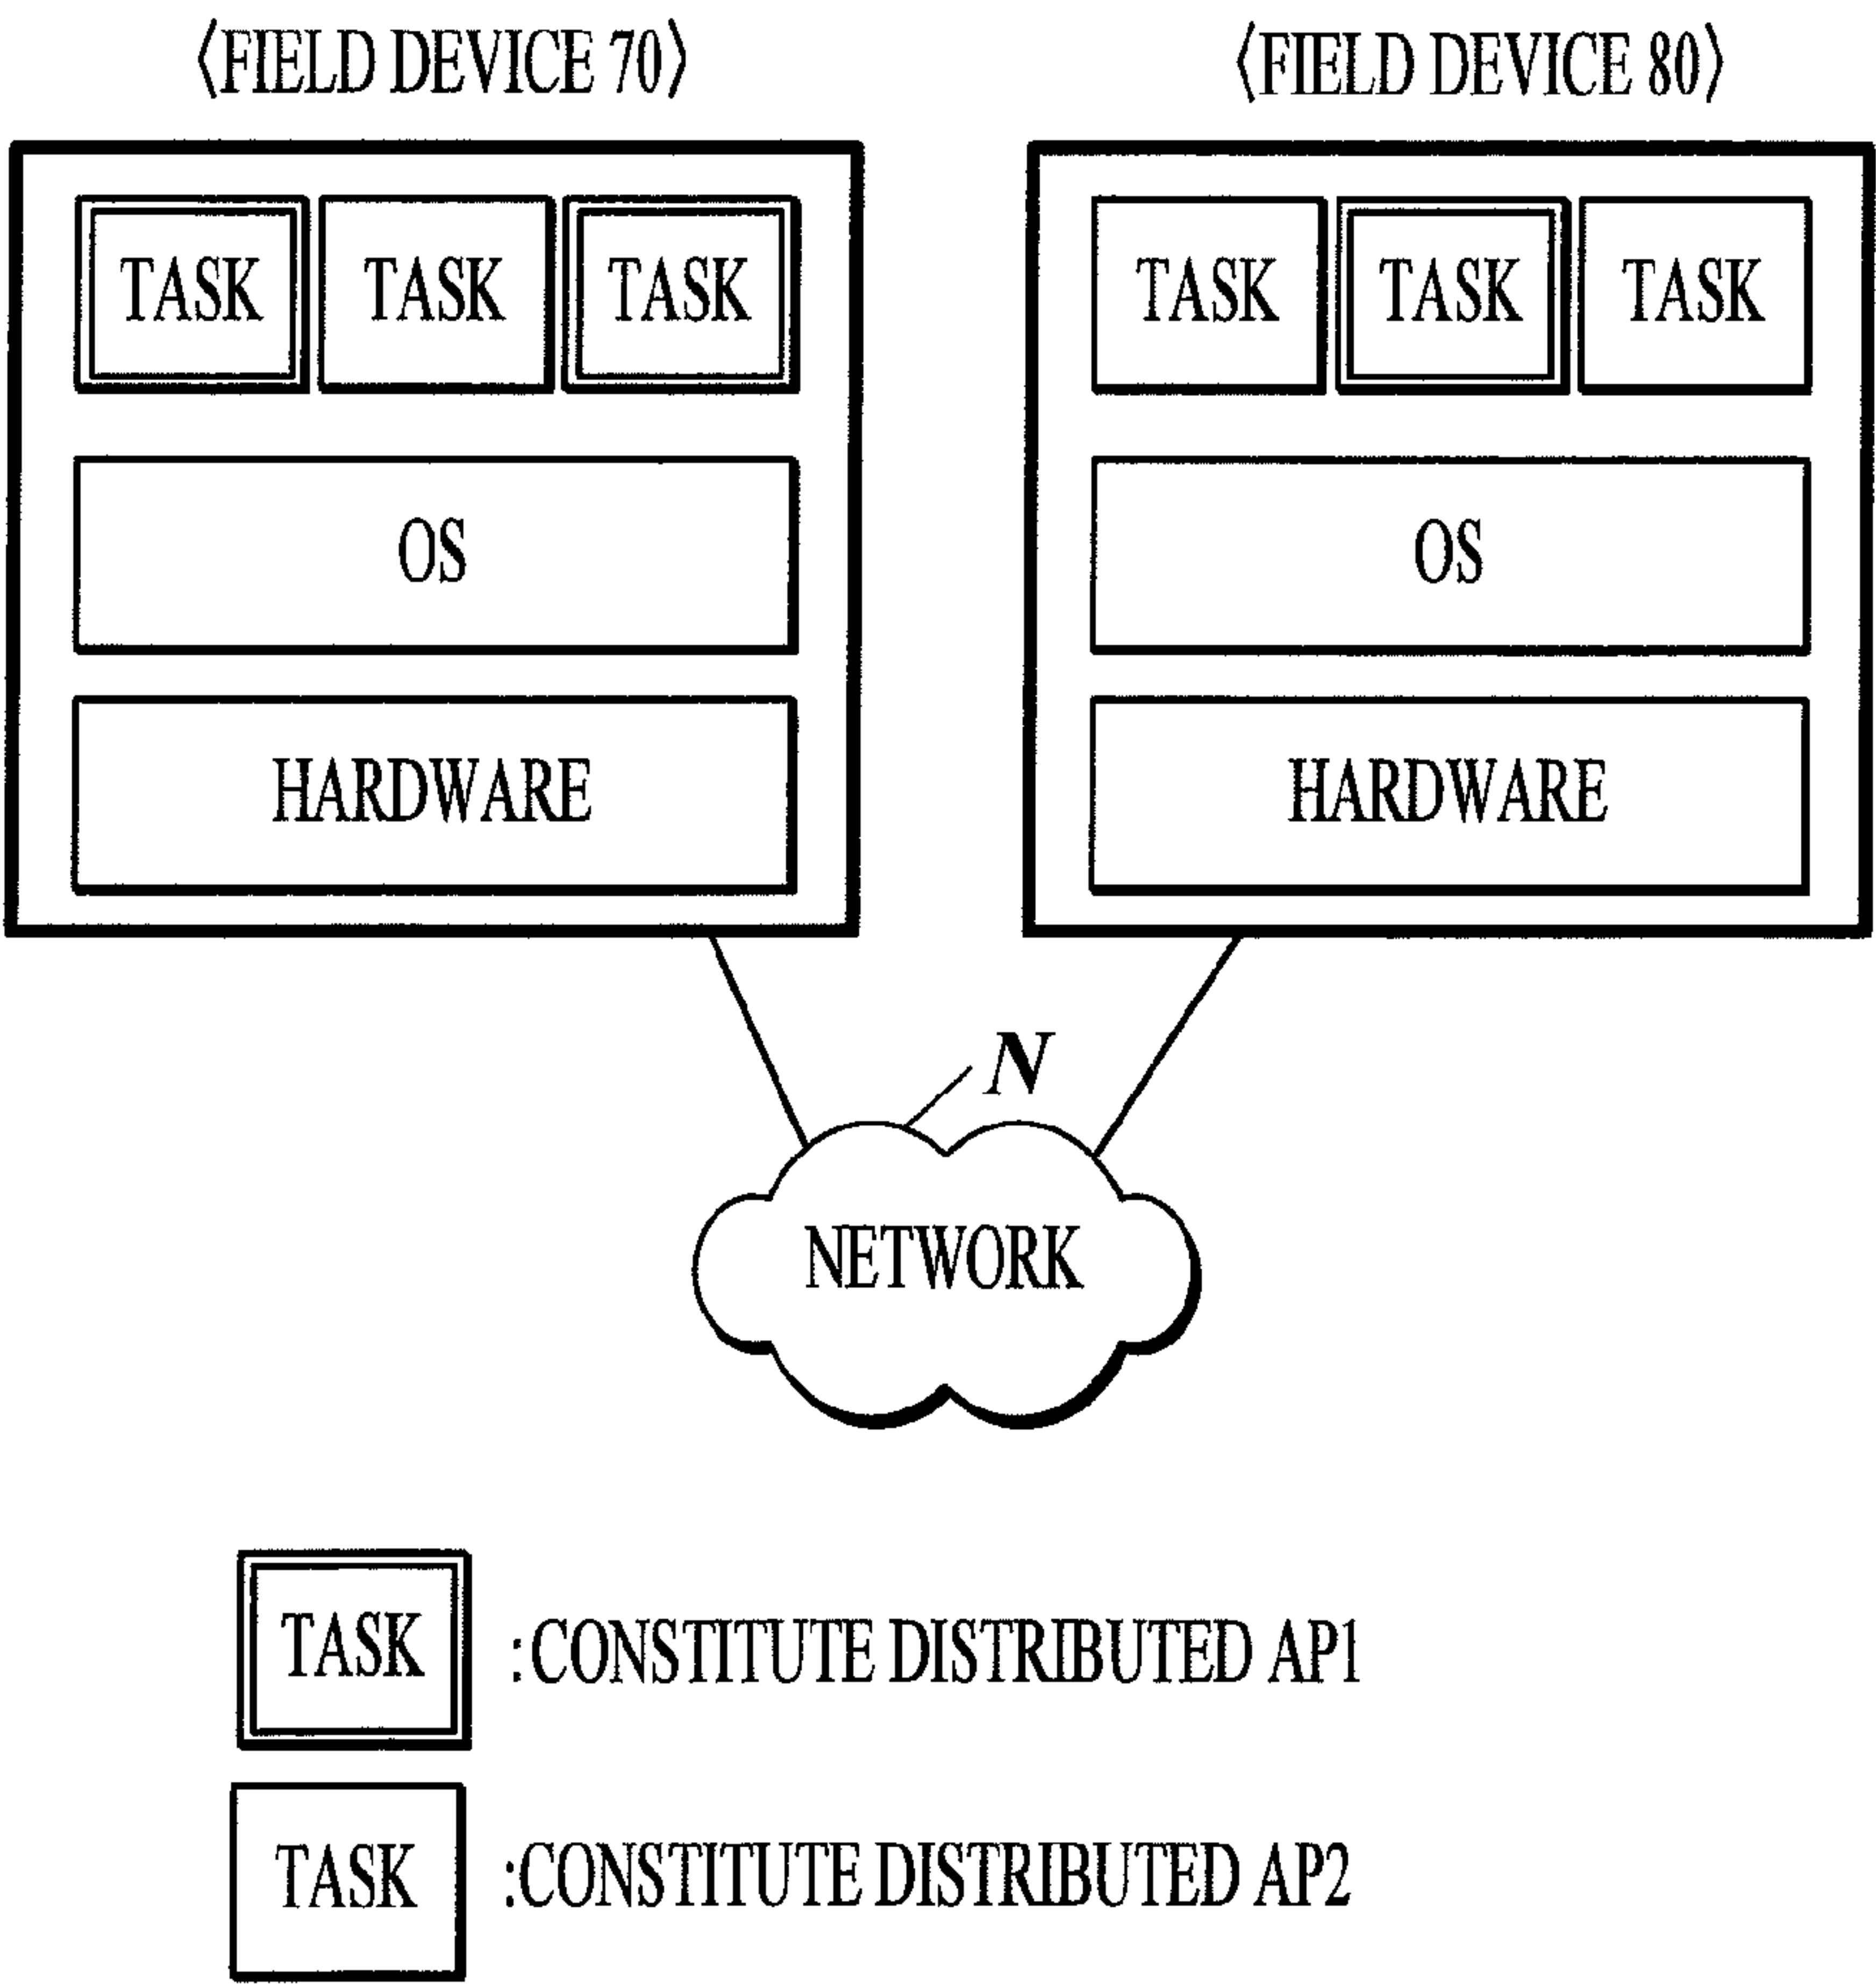 〈FIELD DEVICE 70〉 〈FIELD DEVICE 80〉
TASK TASK TASK TASK TASK TASK
OS OS
HARDWARE HARDWARE
N
NETWORK
TASK :CONSTITUTE DISTRIBUTED AP1
TASK :CONSTITUTE DISTRIBUTED AP2